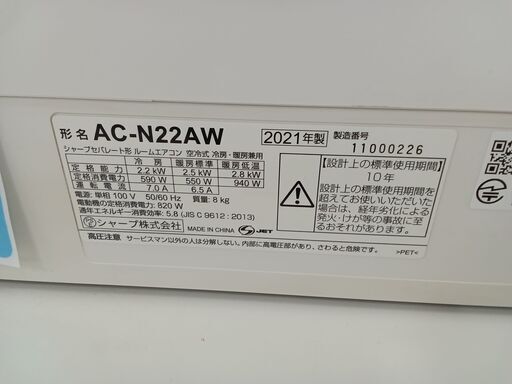 形名 AC-N22AW 2021年製 製造番号 11000226
シャープセパレート形 ルームエアコン 空冷式 冷房・暖房兼用
冷房 暖房標準 暖房低温
定格能力 2.2 kW 2.5 kW 2.8 kW
定格消費電力 590 W 550 W 940 W
運転電流 7.0 A 6.5 A
電源:単相 100 V 50/60 Hz 質量:8 kg
電動機の定格消費電力:620 W
通年エネルギー消費効率:5.8 (JIS C 9612:2013)
シャープ株式会社 MADE IN CHINA JET
高圧注意 サービスマン以外の人は分解しない。内部に高電圧部があり、さわると危険です。
【設計上の標準使用期間】
10年
設計上の標準使用期間を
超えてお使いいただいた
場合は、経年劣化による
発火・けが等の事故に至
るおそれがあります。
>PET<